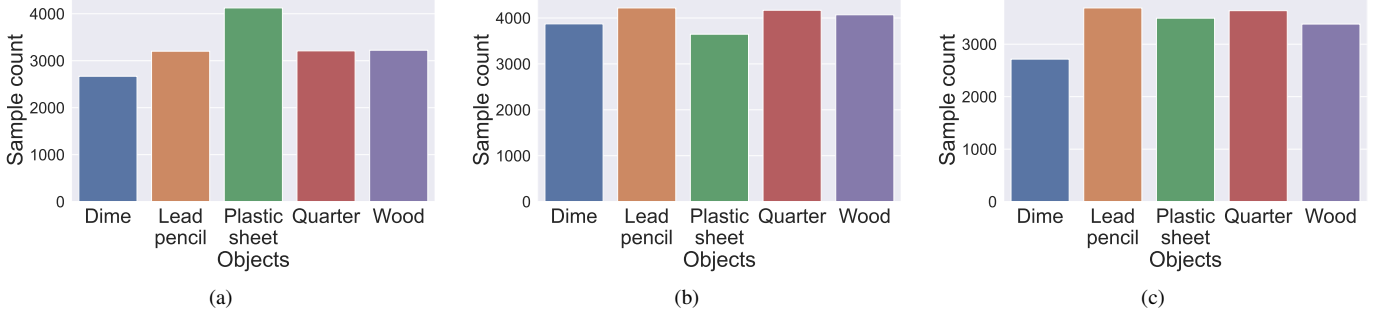 Sample count
4000
3000
2000
1000
0
Dime Lead pencil Plastic sheet Quarter Wood
Objects
(a)
Sample count
4000
3000
2000
1000
0
Dime Lead pencil Plastic sheet Quarter Wood
Objects
(b)
Sample count
3000
2000
1000
0
Dime Lead pencil Plastic sheet Quarter Wood
Objects
(c)